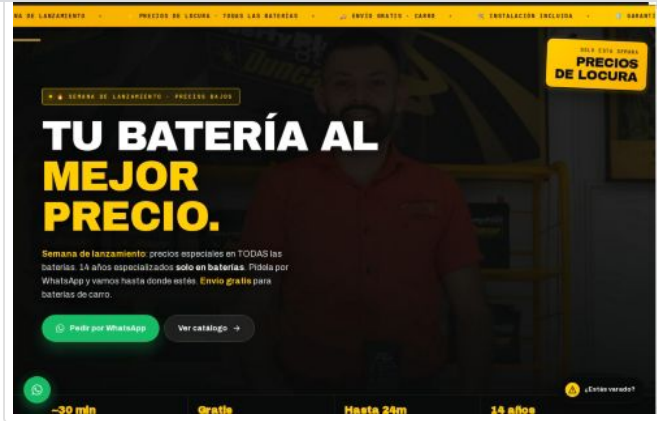 NA DE LANZAMIENTO · PRECIOS DE LOCURA · TODAS LAS BATERÍAS · ENVÍO GRATIS · CARRO · INSTALACIÓN INCLUIDA · GARANTÍ
SOLO ESTA SEMANA
PRECIOS
DE LOCURA
SEMANA DE LANZAMIENTO · PRECIOS BAJOS
TU BATERÍA AL
MEJOR
PRECIO.
Semana de lanzamiento: precios especiales en TODAS las
baterías. 14 años especializados solo en baterías. Pídela por
WhatsApp y vamos hasta donde estés. Envío gratis para
baterías de carro.
Pedir por WhatsApp
Ver catálogo →
¿Estás varado?
~30 min
Gratis
Hasta 24m
14 años